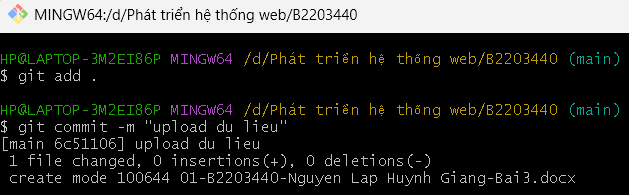 MINGW64:/d/Phát triển hệ thống web/B2203440
HP@LAPTOP-3M2EI86P MINGW64 /d/Phát triển hệ thống web/B2203440 (main)
$ git add .
HP@LAPTOP-3M2EI86P MINGW64 /d/Phát triển hệ thống web/B2203440 (main)
$ git commit -m "upload du lieu"
[main 6c51106] upload du lieu
 1 file changed, 0 insertions(+), 0 deletions(-)
 create mode 100644 01-B2203440-Nguyen Lap Huynh Giang-Bai3.docx